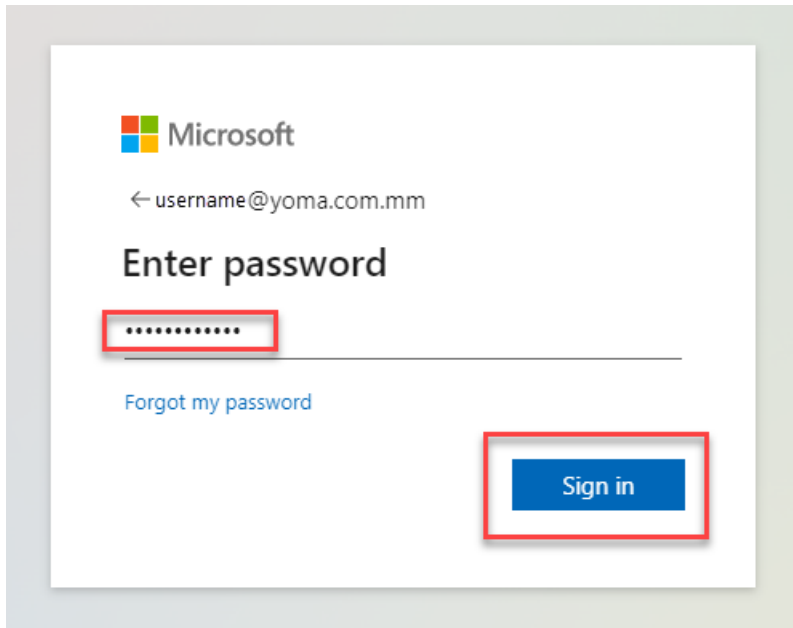 Microsoft
username@yoma.com.mm
Enter password
••••••••••••
Forgot my password
Sign in